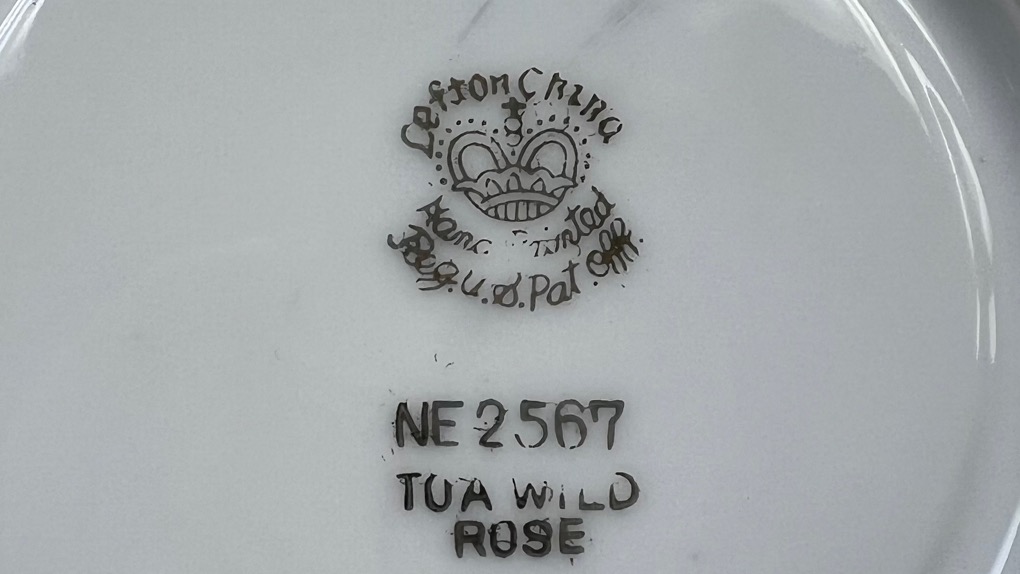 Lefton China
Hand Painted
Reg. U.S. Pat. Off.
NE 2567
TUA WILD
ROSE